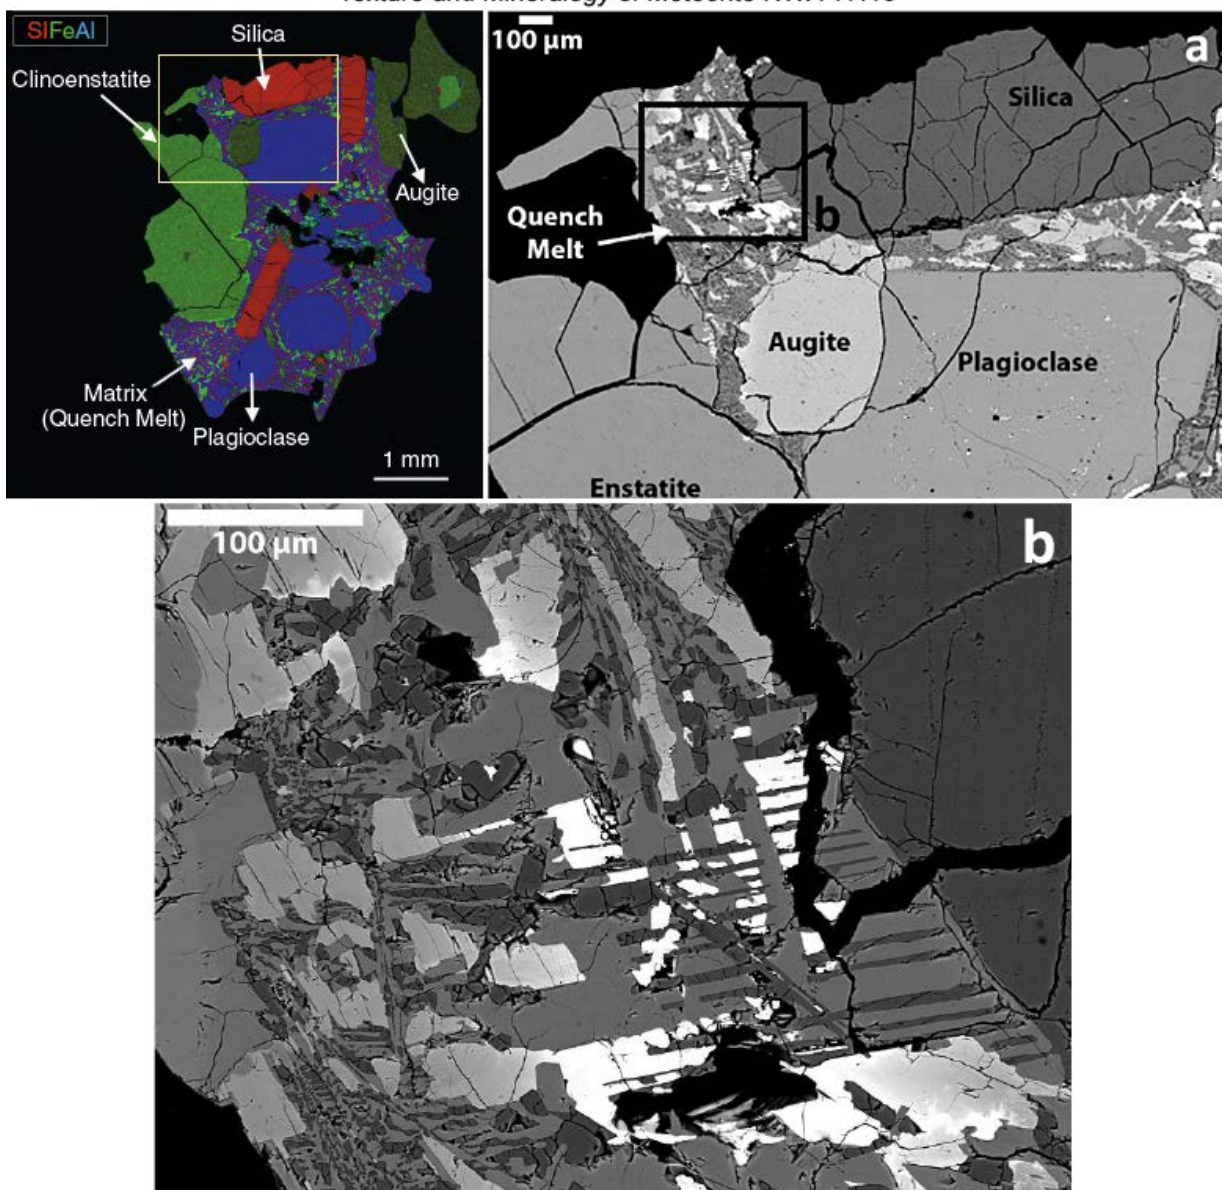 SiFeAl
Silica
Clinoenstatite
Augite
Matrix
(Quench Melt)
Plagioclase
1 mm
100 µm
a
Silica
Quench
Melt
b
Augite
Plagioclase
Enstatite
100 µm
b